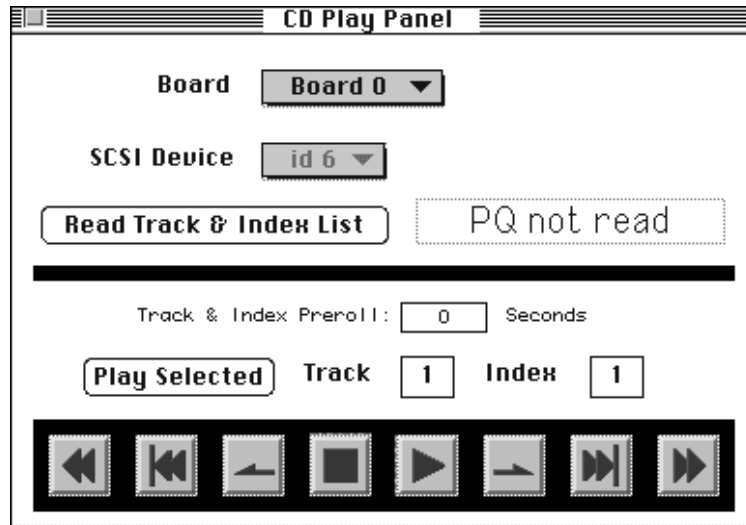 CD Play Panel
Board Board 0
SCSI Device id 6
Read Track & Index List PQ not read
Track & Index Preroll: 0 Seconds
Play Selected Track 1 Index 1